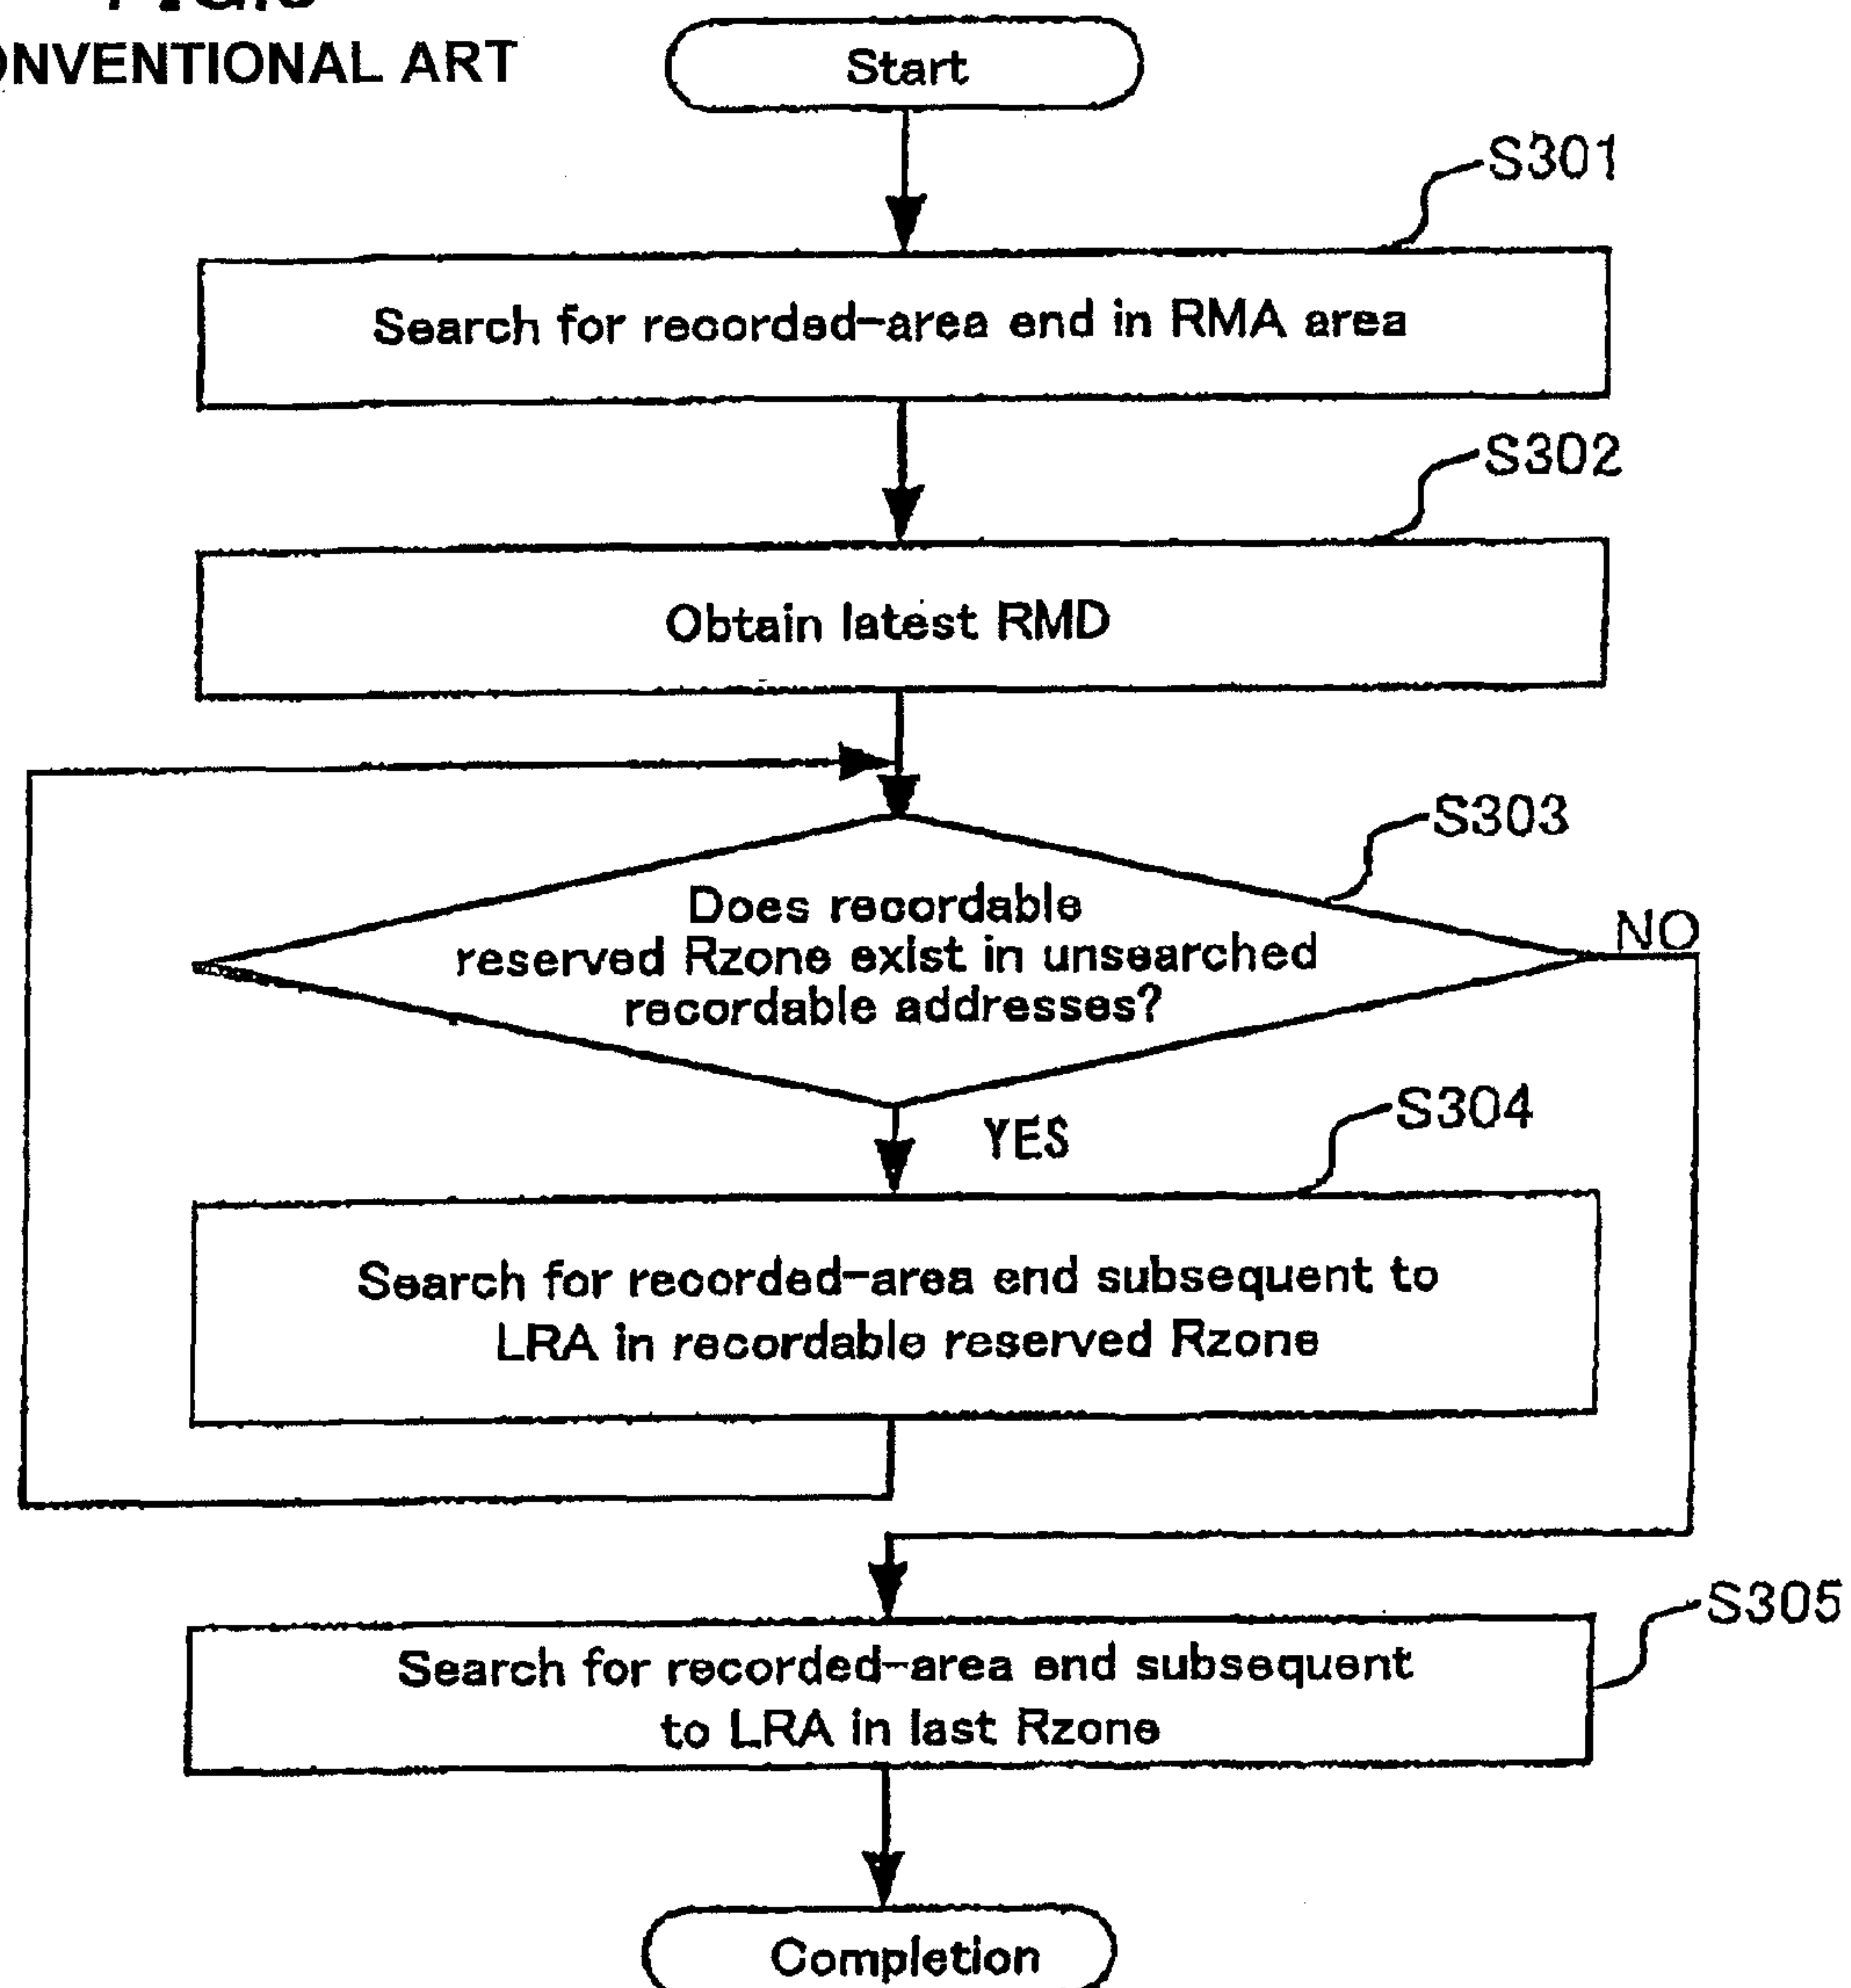 CONVENTIONAL ART
Start
S301
Search for recorded-area end in RMA area
S302
Obtain latest RMD
S303
Does recordable
reserved Rzone exist in unsearched
recordable addresses?
NO
YES
S304
Search for recorded-area end subsequent to
LRA in recordable reserved Rzone
S305
Search for recorded-area end subsequent
to LRA in last Rzone
Completion